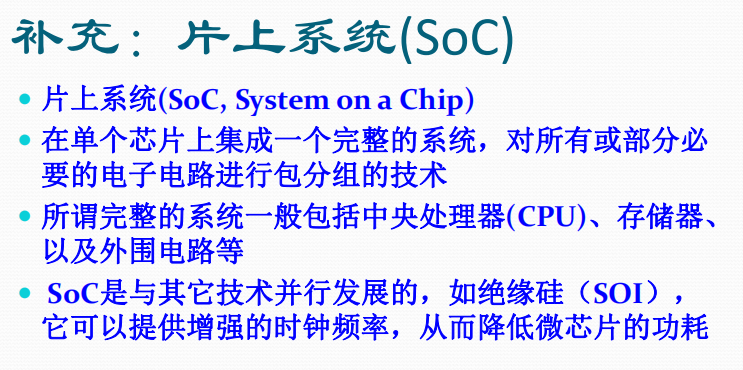 补充：片上系统(SoC)
片上系统(SoC, System on a Chip)
在单个芯片上集成一个完整的系统，对所有或部分必
要的电子电路进行包分组的技术
所谓完整的系统一般包括中央处理器(CPU)、存储器、
以及外围电路等
SoC是与其它技术并行发展的，如绝缘硅（SOI），
它可以提供增强的时钟频率，从而降低微芯片的功耗